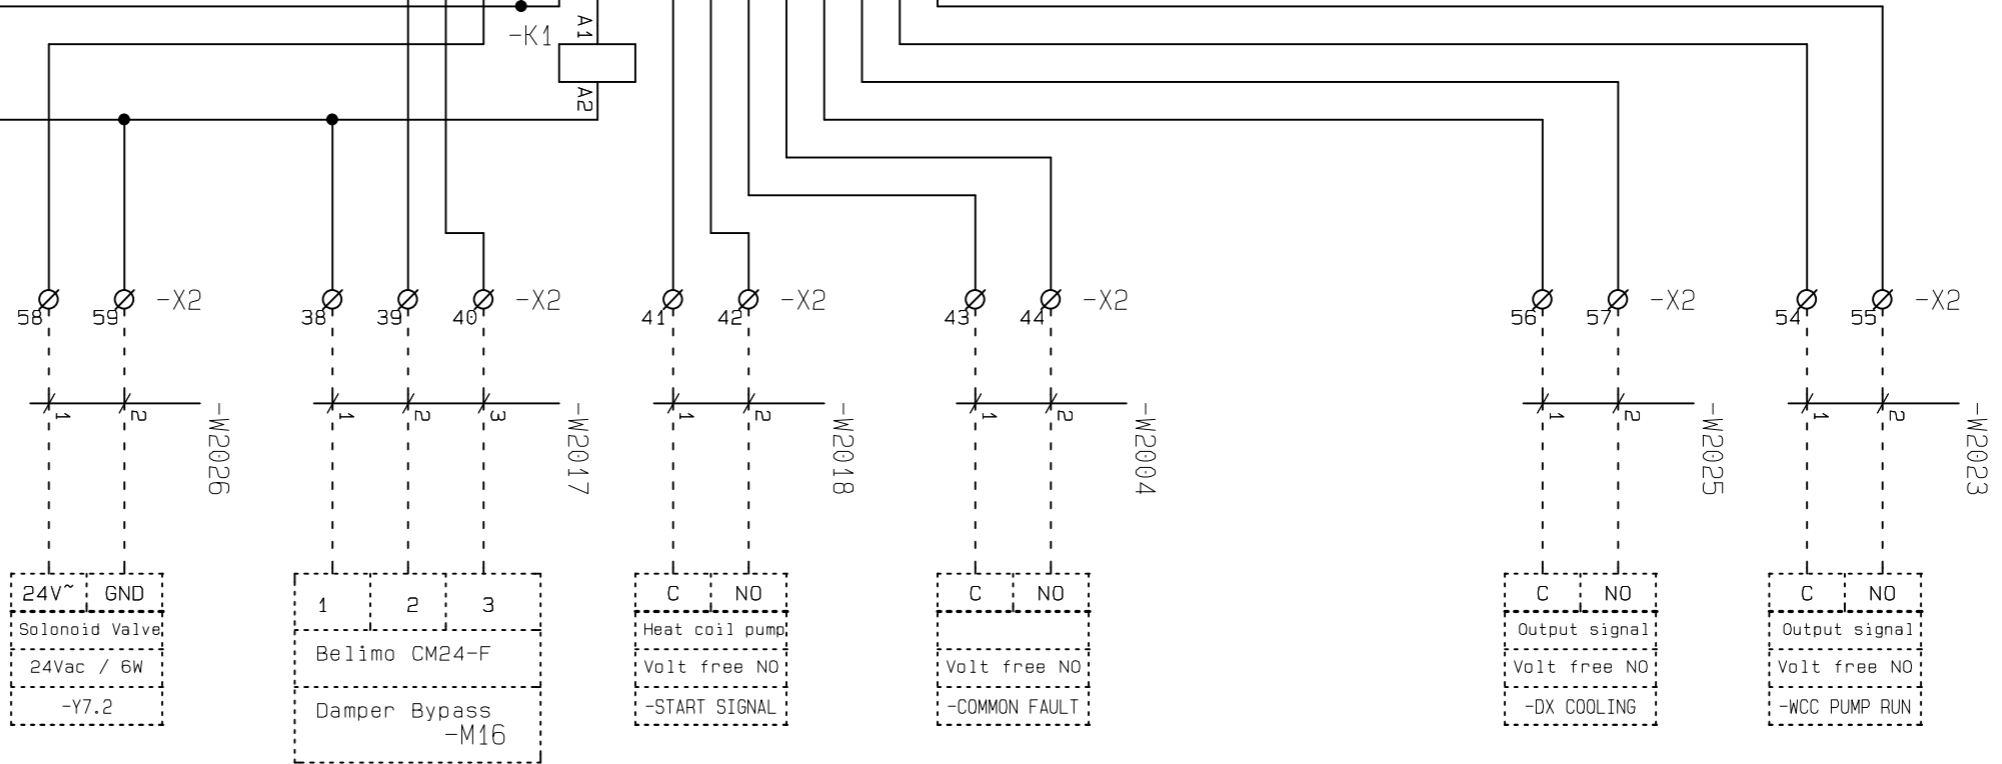 -K1
A1
A2
58
59
-X2
38
39
40
-X2
41
42
-X2
43
44
-X2
56
57
-X2
54
55
-X2
1
2
-W2026
1
2
3
-W2017
1
2
-W2018
1
2
-W2004
1
2
-W2025
1
2
-W2023
24V~ GND
Solonoid Valve
24Vac / 6W
-Y7.2
1 2 3
Belimo CM24-F
Damper Bypass
-M16
C NO
Heat coil pump
Volt free NO
-START SIGNAL
C NO
Volt free NO
-COMMON FAULT
C NO
Output signal
Volt free NO
-DX COOLING
C NO
Output signal
Volt free NO
-WCC PUMP RUN